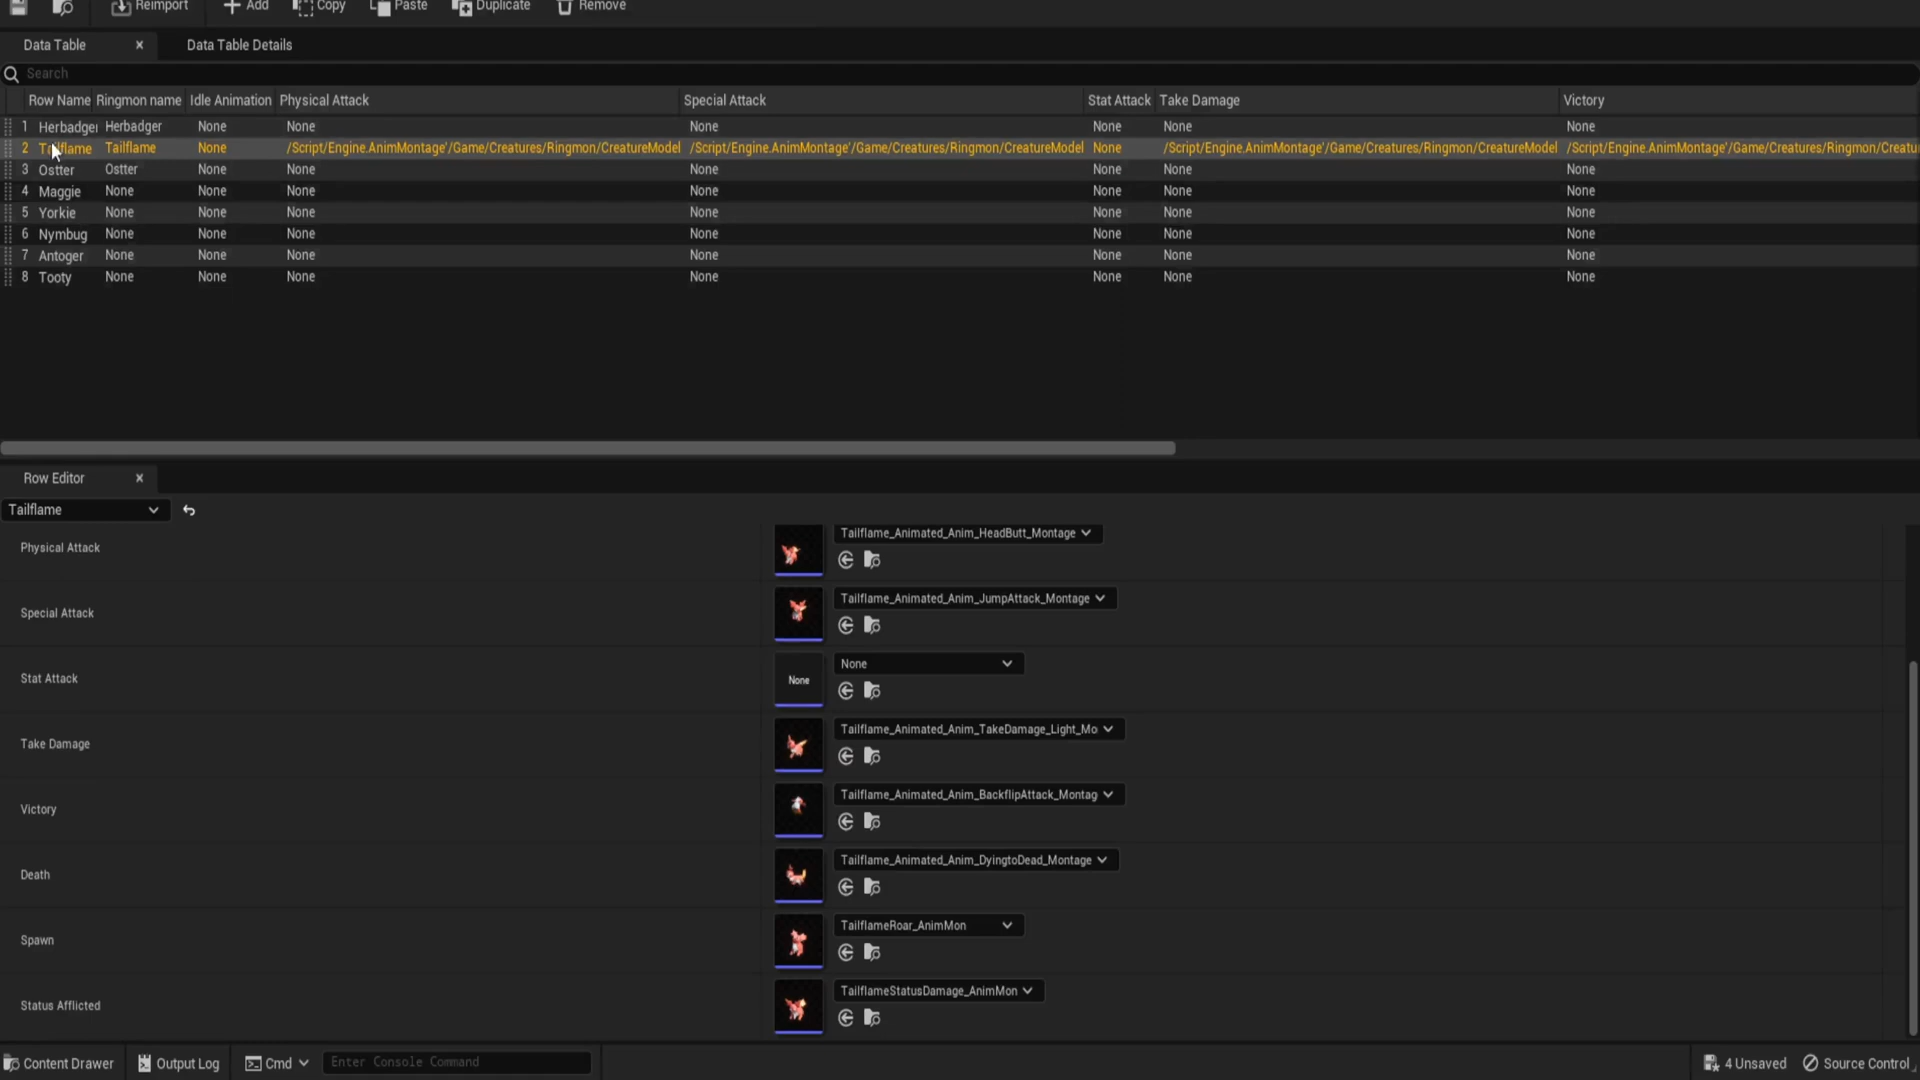 Reimport Add Copy Paste Duplicate Remove
Data Table Data Table Details
Search
Row Name Ringmon name Idle Animation Physical Attack Special Attack Stat Attack Take Damage Victory
1 Herbadger Herbadger None None None None None None
2 Tailflame Tailflame None /Script/Engine.AnimMontage'/Game/Creatures/Ringmon/CreatureModel /Script/Engine.AnimMontage'/Game/Creatures/Ringmon/CreatureModel None /Script/Engine.AnimMontage'/Game/Creatures/Ringmon/CreatureModel /Script/Engine.AnimMontage'/Game/Creatures/Ringmon/Creatu
3 Ostter Ostter None None None None None None
4 Maggie None None None None None None None
5 Yorkie None None None None None None None
6 Nymbug None None None None None None None
7 Antoger None None None None None None None
8 Tooty None None None None None None None
Row Editor
Tailflame
Physical Attack Tailflame_Animated_Anim_HeadButt_Montage
Special Attack Tailflame_Animated_Anim_JumpAttack_Montage
Stat Attack None None
Take Damage Tailflame_Animated_Anim_TakeDamage_Light_Mo
Victory Tailflame_Animated_Anim_BackflipAttack_Montag
Death Tailflame_Animated_Anim_DyingtoDead_Montage
Spawn TailflameRoar_AnimMon
Status Afflicted TailflameStatusDamage_AnimMon
Content Drawer Output Log Cmd Enter Console Command 4 Unsaved Source Control